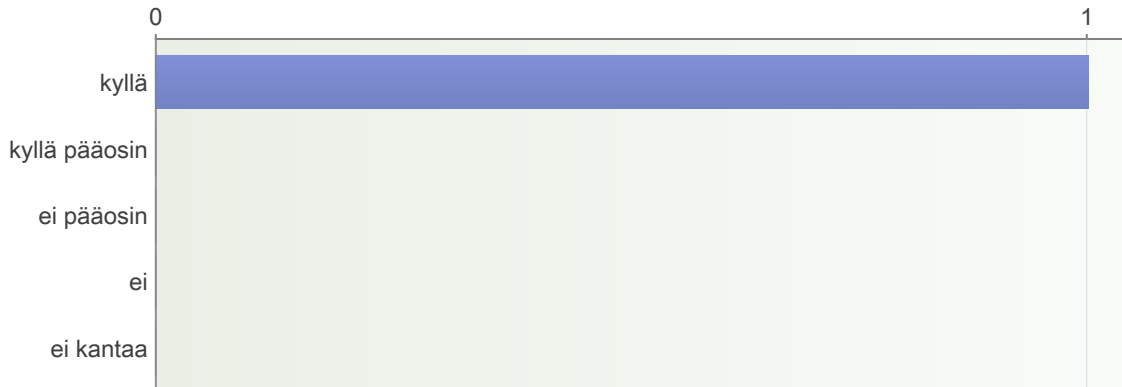 0 1
kyllä
kyllä pääosin
ei pääosin
ei
ei kantaa